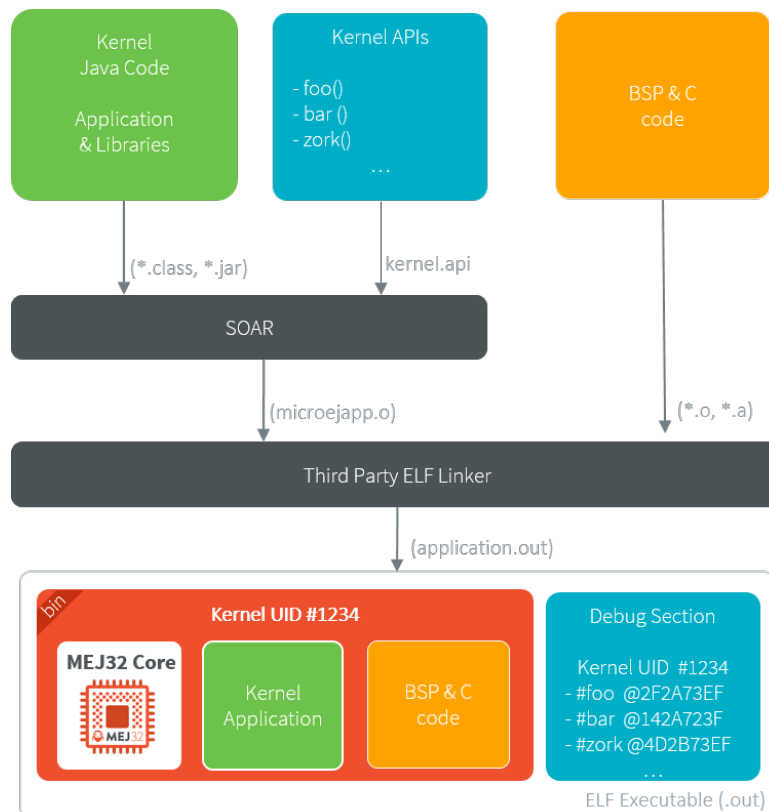 Kernel
Java Code
Application
& Libraries
Kernel APIs
- foo()
- bar ()
- zork()
...
BSP & C
code
(*.class, *.jar)
kernel.api
SOAR
(microejapp.o)
(*.o, *.a)
Third Party ELF Linker
(application.out)
bin
Kernel UID #1234
MEJ32 Core
MEJ32
Kernel
Application
BSP & C
code
Debug Section
Kernel UID #1234
- #foo @2F2A73EF
- #bar @142A723F
- #zork @4D2B73EF
...
ELF Executable (.out)